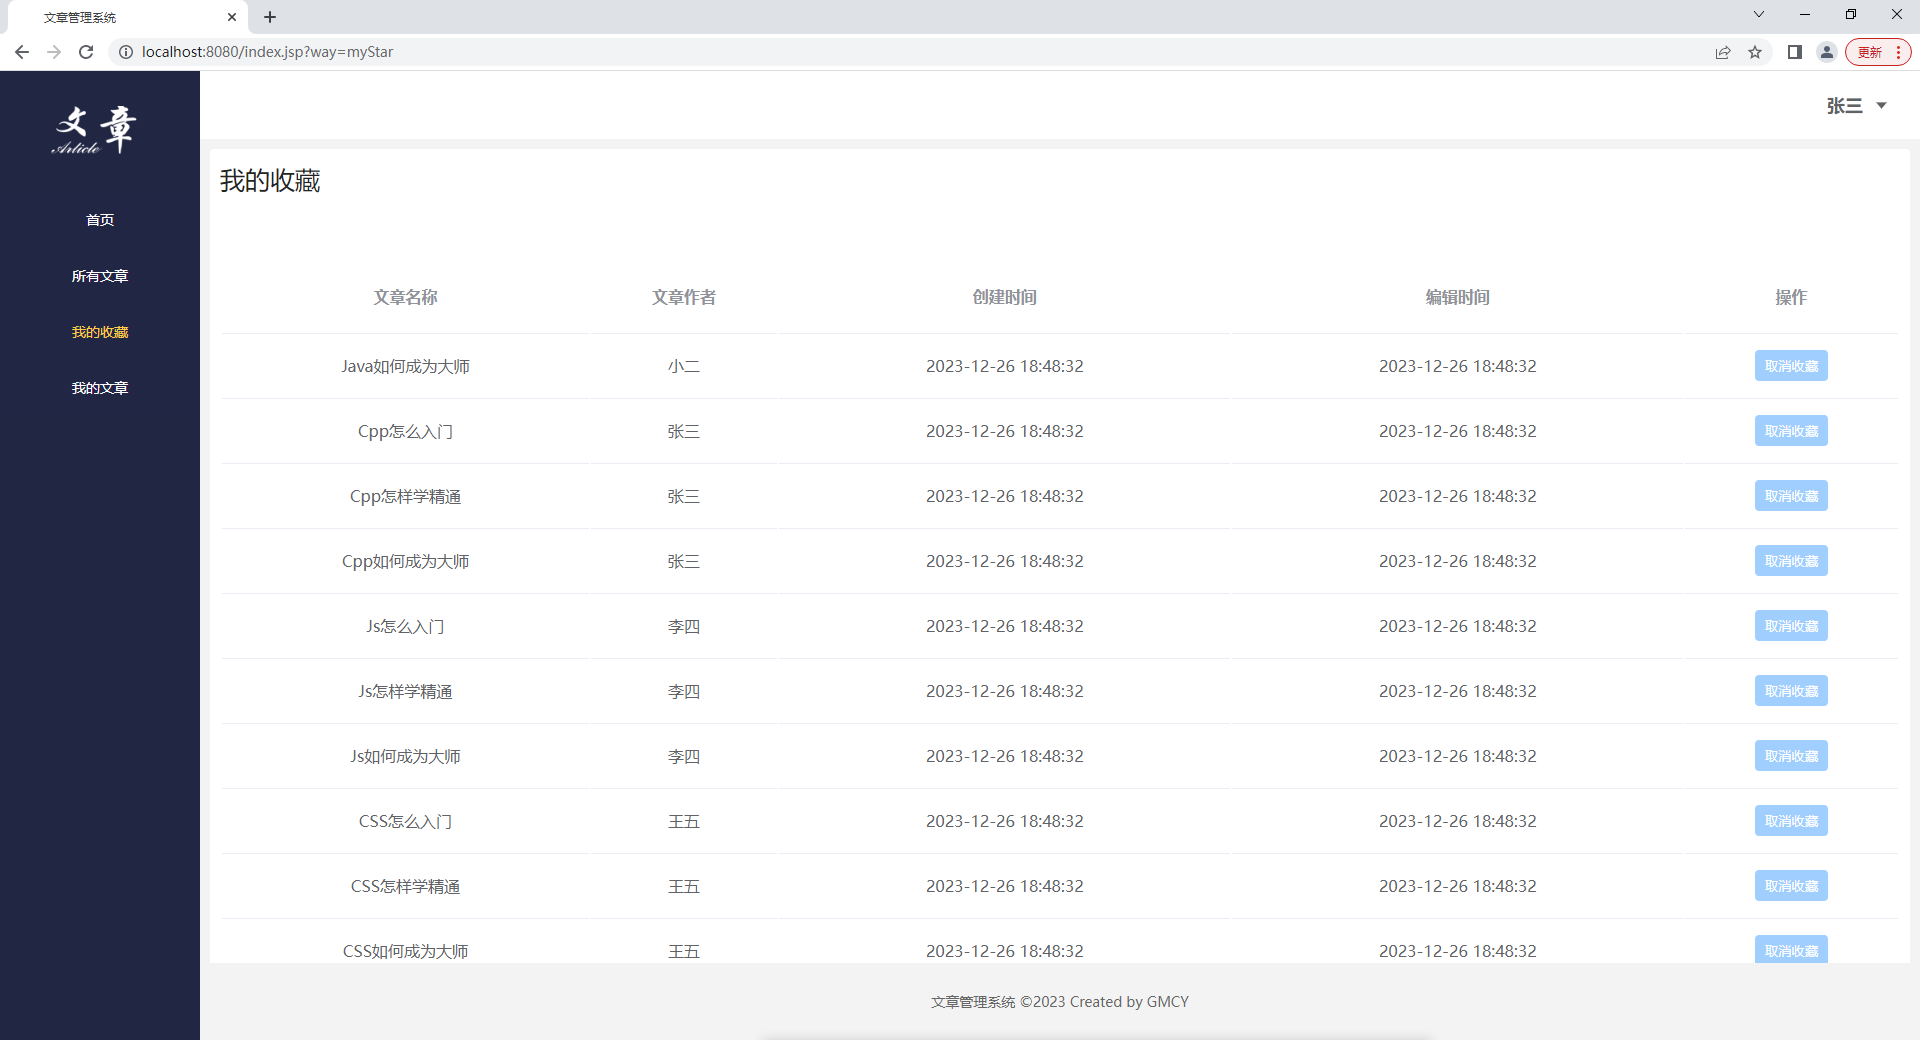 文章管理系统
localhost:8080/index.jsp?way=myStar
更新
文章
Article
张三
首页
所有文章
我的收藏
我的文章
我的收藏
文章名称 文章作者 创建时间 编辑时间 操作
Java如何成为大师 小二 2023-12-26 18:48:32 2023-12-26 18:48:32 取消收藏
Cpp怎么入门 张三 2023-12-26 18:48:32 2023-12-26 18:48:32 取消收藏
Cpp怎样学精通 张三 2023-12-26 18:48:32 2023-12-26 18:48:32 取消收藏
Cpp如何成为大师 张三 2023-12-26 18:48:32 2023-12-26 18:48:32 取消收藏
Js怎么入门 李四 2023-12-26 18:48:32 2023-12-26 18:48:32 取消收藏
Js怎样学精通 李四 2023-12-26 18:48:32 2023-12-26 18:48:32 取消收藏
Js如何成为大师 李四 2023-12-26 18:48:32 2023-12-26 18:48:32 取消收藏
CSS怎么入门 王五 2023-12-26 18:48:32 2023-12-26 18:48:32 取消收藏
CSS怎样学精通 王五 2023-12-26 18:48:32 2023-12-26 18:48:32 取消收藏
CSS如何成为大师 王五 2023-12-26 18:48:32 2023-12-26 18:48:32 取消收藏
文章管理系统 ©2023 Created by GMCY